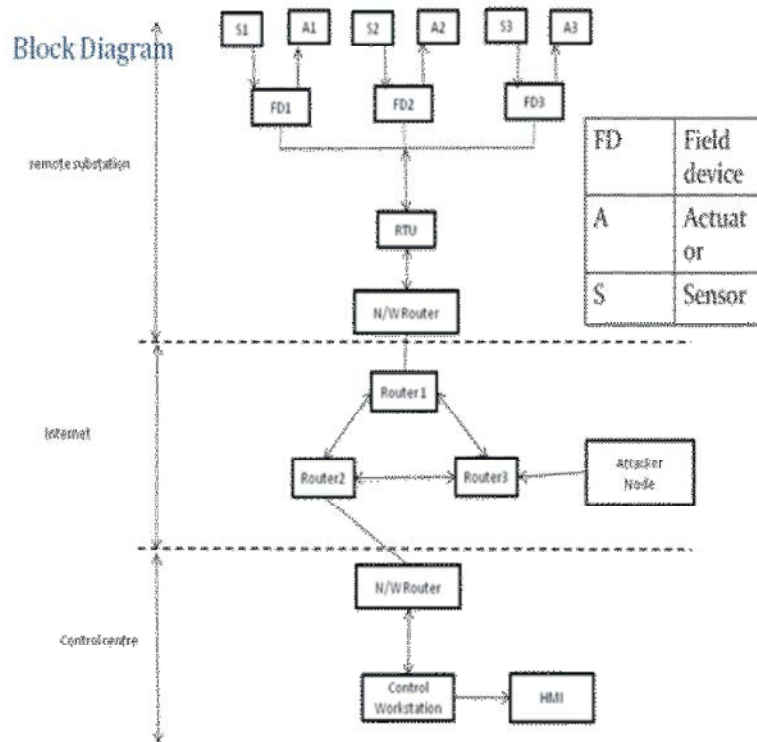 S1 A1 S2 A2 S3 A3
Block Diagram
FD1 FD2 FD3
FD Field
device
remote substation
A Actuat
or
RTU
S Sensor
N/W Router
Router1
Internet
Router2 Router3 Attacker
Node
N/W Router
Control centre
Control
Workstation
HMI